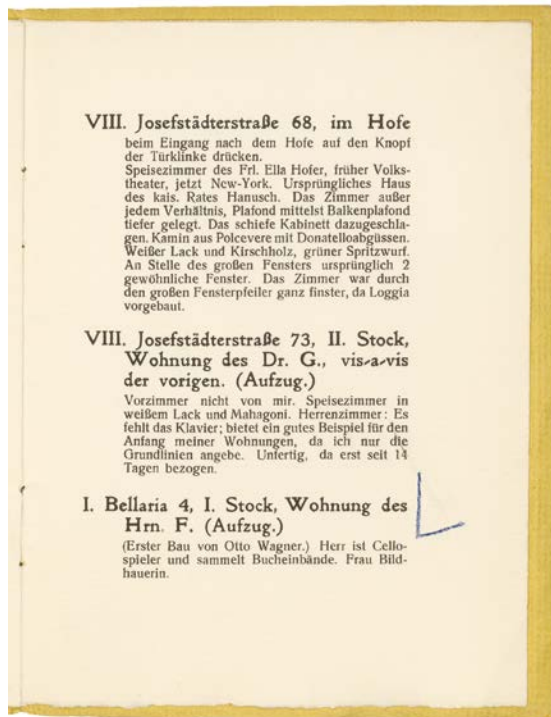 VIII. Josefstädterstraße 68, im Hofe
beim Eingang nach dem Hofe auf den Knopf
der Türklinke drücken.
Speisezimmer des Frl. Ella Hofer, früher Volks-
theater, jetzt New-York. Ursprüngliches Haus
des kais. Rates Hanusch. Das Zimmer außer
jedem Verhältnis, Plafond mittelst Balkenplafond
tiefer gelegt. Das schiefe Kabinett dazugeschla-
gen. Kamin aus Polcevere mit Donatelloabgüssen.
Weißer Lack und Kirschholz, grüner Spritzwurf.
An Stelle des großen Fensters ursprünglich 2
gewöhnliche Fenster. Das Zimmer war durch
den großen Fensterpfeiler ganz finster, da Loggia
vorgebaut.
VIII. Josefstädterstraße 73, II. Stock,
Wohnung des Dr. G., vis-a-vis
der vorigen. (Aufzug.)
Vorzimmer nicht von mir. Speisezimmer in
weißem Lack und Mahagoni. Herrenzimmer: Es
fehlt das Klavier; bietet ein gutes Beispiel für den
Anfang meiner Wohnungen, da ich nur die
Grundlinien angebe. Unfertig, da erst seit 14
Tagen bezogen.
I. Bellaria 4, I. Stock, Wohnung des
Hrn. F. (Aufzug.)
(Erster Bau von Otto Wagner.) Herr ist Cello-
spieler und sammelt Bucheinbände. Frau Bild-
hauerin.